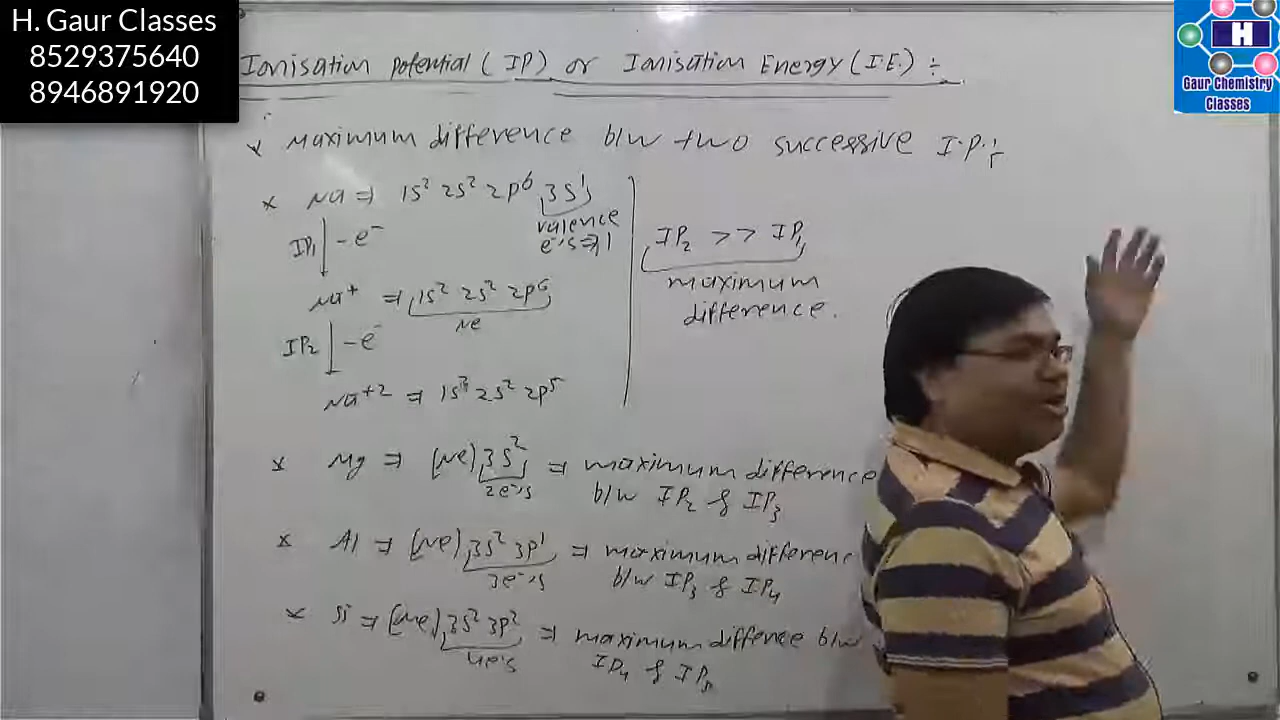 H. Gaur Classes
8529375640
8946891920
H
Gaur Chemistry
Classes
Ionisation potential (IP) or Ionisation Energy (I.E.) ÷
* maximum difference b/w two successive I.P. ÷
* Na ⇒ 1s² 2s² 2p⁶ 3s¹
valence
e⁻'s ⇒ 1
IP₁ | -e⁻
Na⁺ ⇒ 1s² 2s² 2p⁶
Ne
IP₂ | -e⁻
Na⁺² ⇒ 1s² 2s² 2p⁵
IP₂ >> IP₁
maximum
difference.
* Mg ⇒ [Ne] 3s² ⇒ maximum difference
2e⁻'s b/w IP₂ & IP₃
* Al ⇒ [Ne] 3s² 3p¹ ⇒ maximum differenc
3e⁻'s b/w IP₃ & IP₄
* Si ⇒ [Ne] 3s² 3p² ⇒ maximum diffence b/w
4e⁻'s IP₄ & IP₅